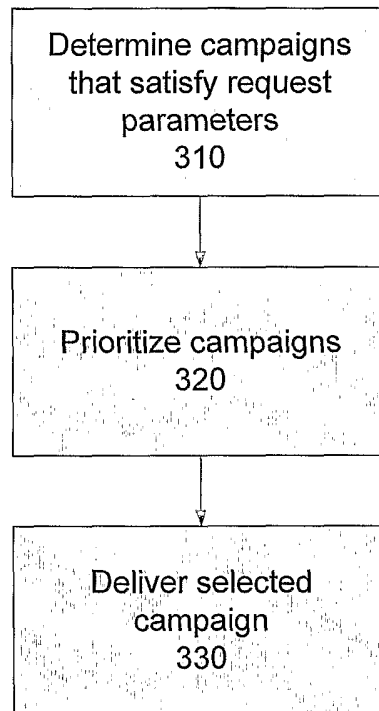 Determine campaigns
that satisfy request
parameters
310
Prioritize campaigns
320
Deliver selected
campaign
330